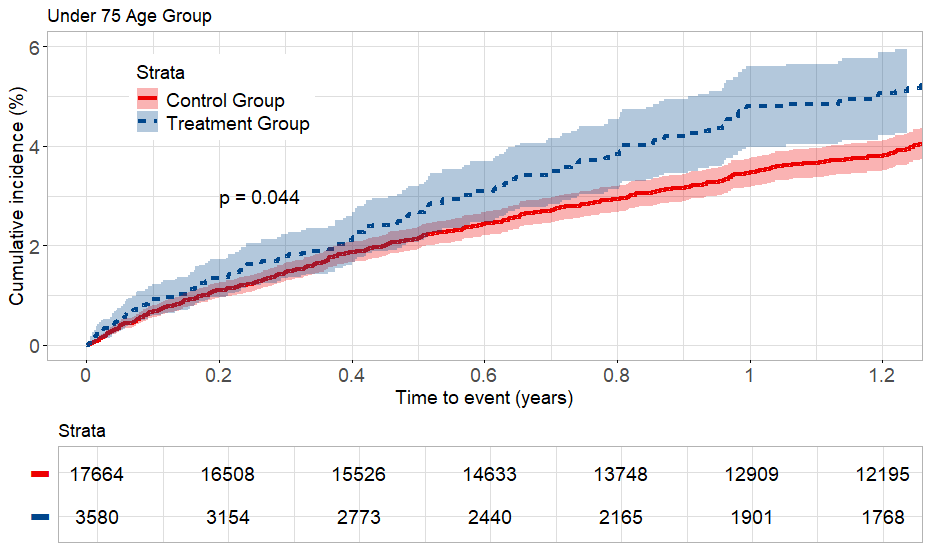 Under 75 Age Group
Cumulative incidence (%)
6
4
2
0
Strata
Control Group
Treatment Group
p = 0.044
0 0.2 0.4 0.6 0.8 1 1.2
Time to event (years)
Strata
17664 16508 15526 14633 13748 12909 12195
3580 3154 2773 2440 2165 1901 1768